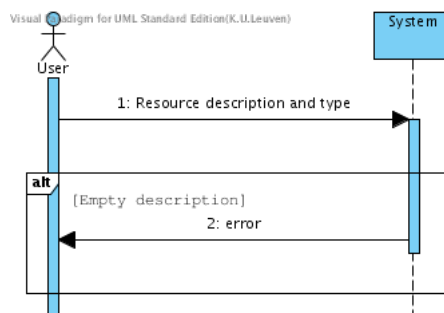 Visual Paradigm for UML Standard Edition(K.U.Leuven)
System
User
1: Resource description and type
alt
[Empty description]
2: error